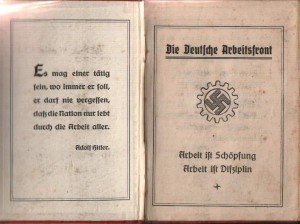 Es mag einer tätig
sein, wo immer er soll,
er darf nie vergessen,
daß die Nation nur lebt
durch die Arbeit aller.
Adolf Hitler.
Die Deutsche Arbeitsfront
Arbeit ist Schöpfung
Arbeit ist Disziplin